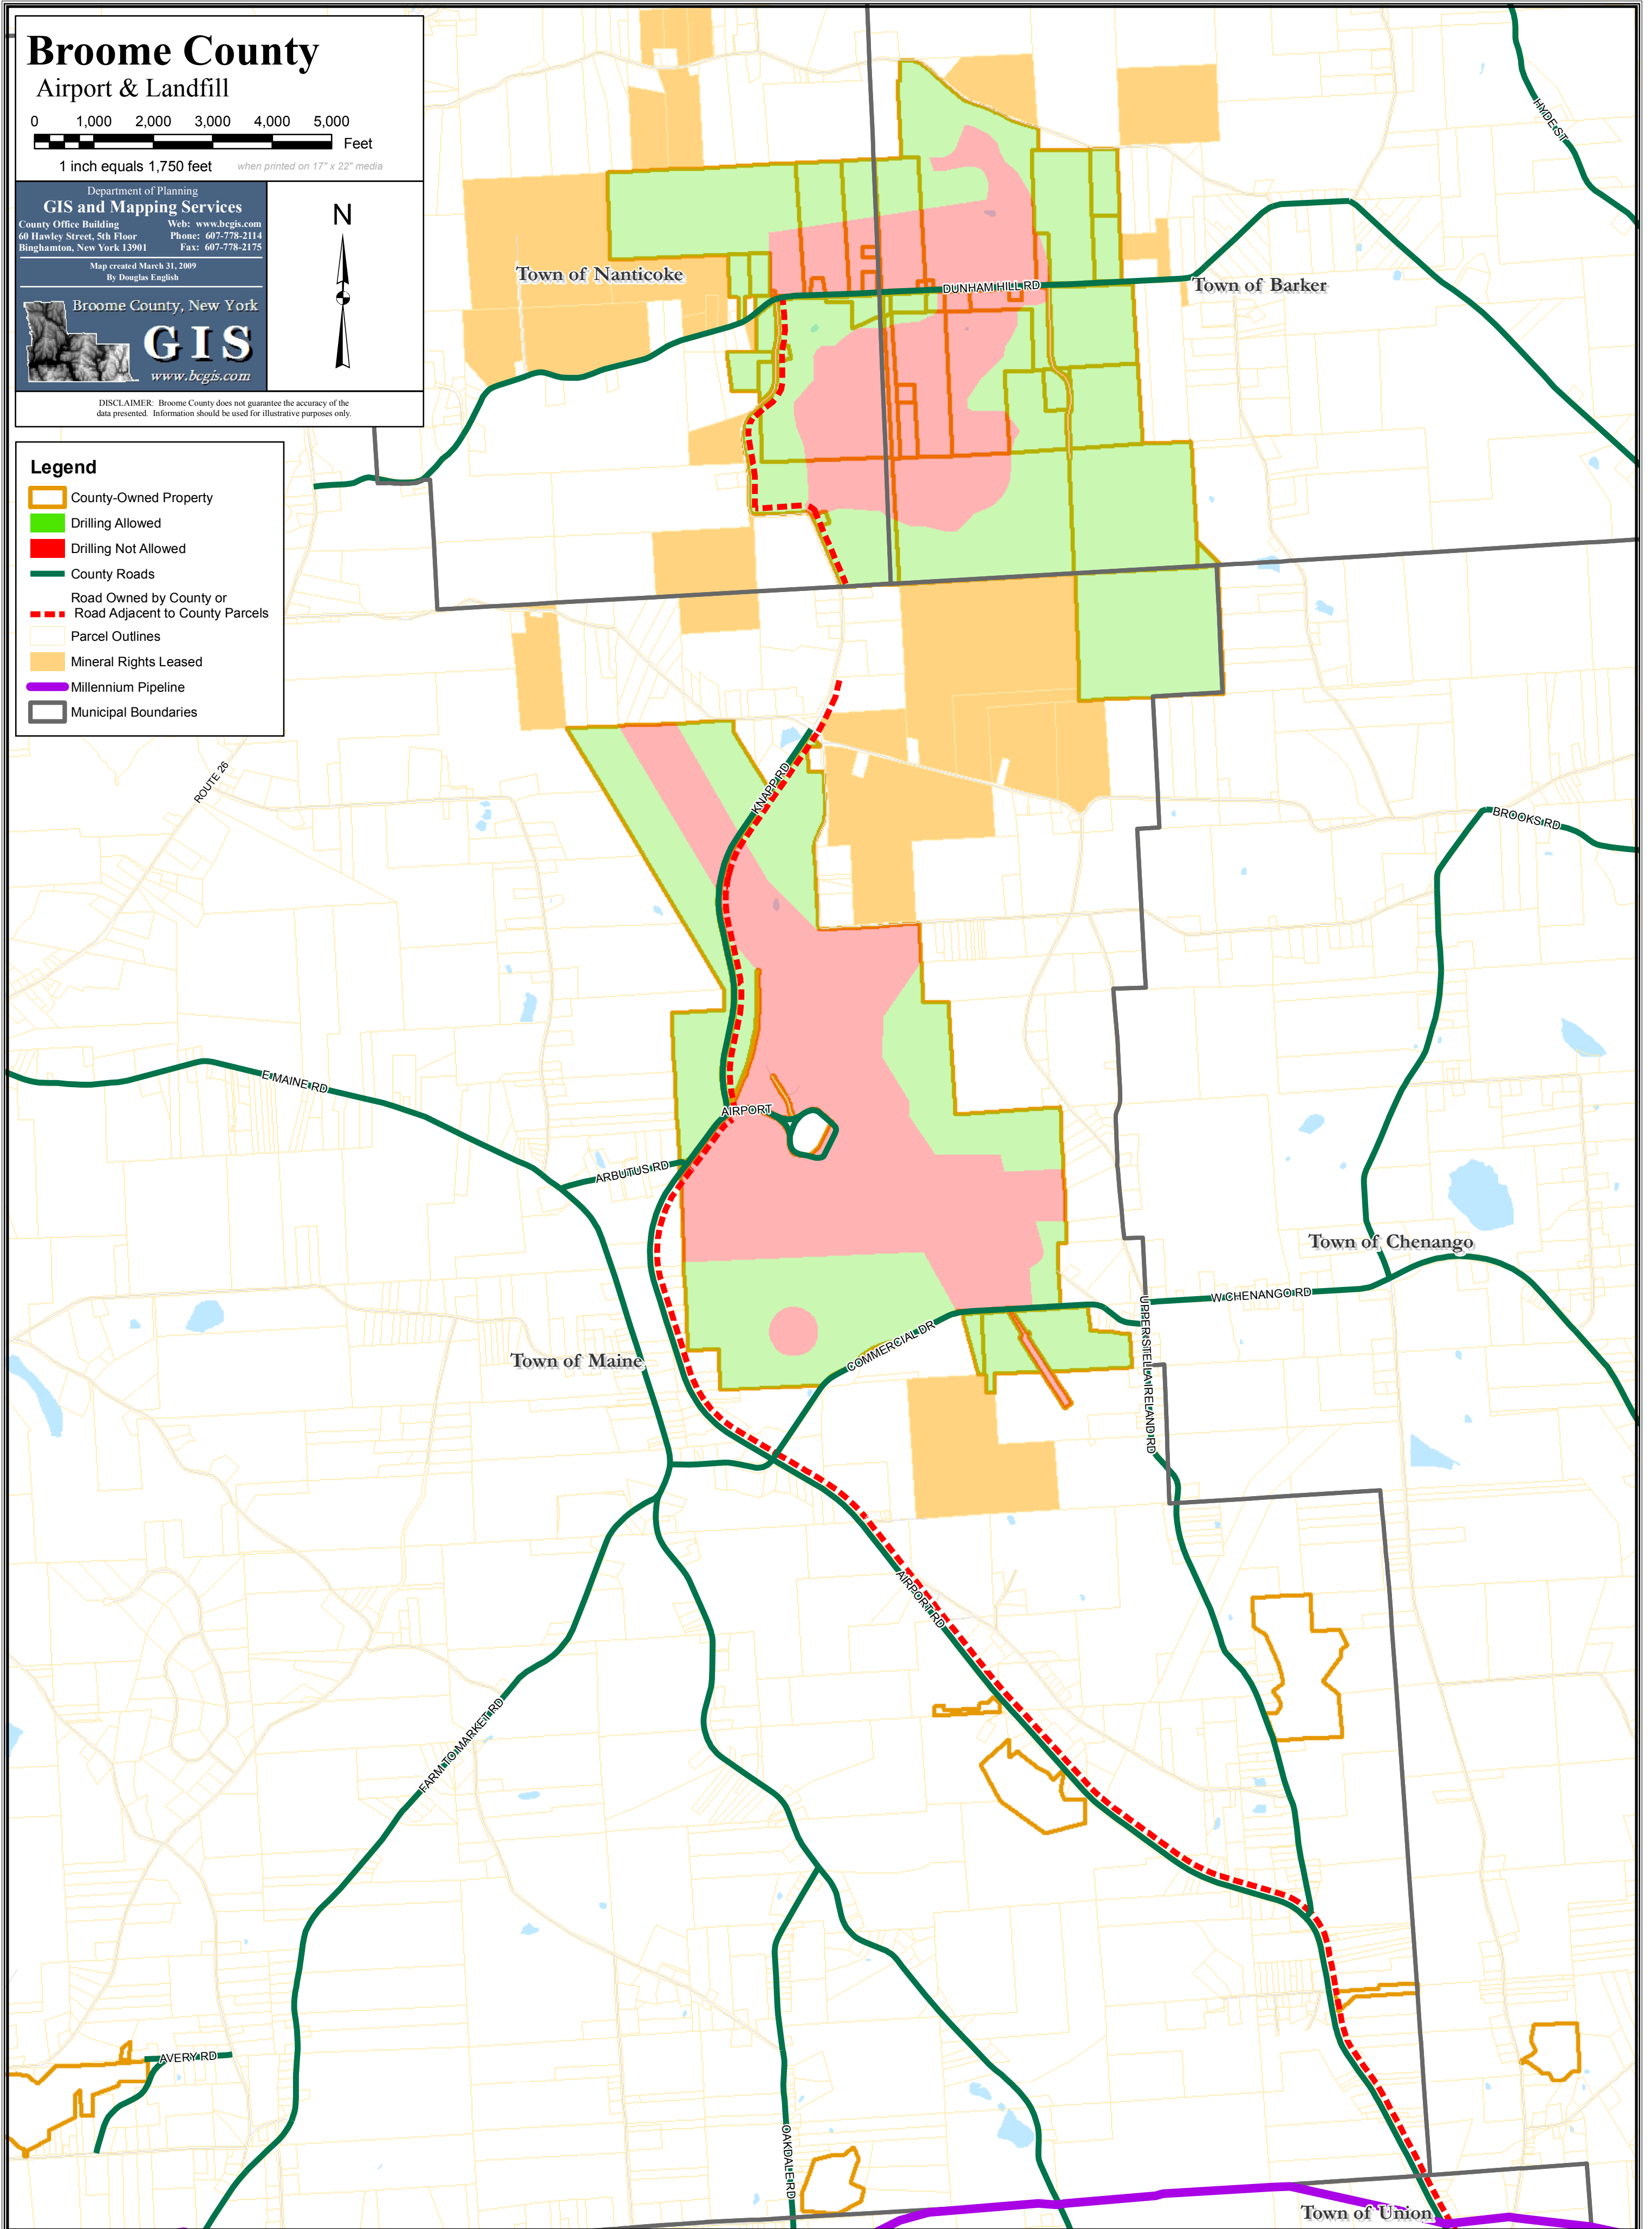 Broome County
Airport & Landfill
0 1,000 2,000 3,000 4,000 5,000
Feet
1 inch equals 1,750 feet when printed on 17" x 22" media
Department of Planning
GIS and Mapping Services
County Office Building Web: www.bcgis.com
60 Hawley Street, 5th Floor Phone: 607-778-2114
Binghamton, New York 13901 Fax: 607-778-2175
Map created March 31, 2009
By Douglas English
Broome County, New York
GIS
www.bcgis.com
N
DISCLAIMER: Broome County does not guarantee the accuracy of the
data presented. Information should be used for illustrative purposes only.
Legend
County-Owned Property
Drilling Allowed
Drilling Not Allowed
County Roads
Road Owned by County or
Road Adjacent to County Parcels
Parcel Outlines
Mineral Rights Leased
Millennium Pipeline
Municipal Boundaries
HYDE ST
Town of Nanticoke
DUNHAM HILL RD
Town of Barker
ROUTE 26
KNAPP RD
BROOKS RD
E MAINE RD
AIRPORT
ARBUTUS RD
Town of Chenango
W CHENANGO RD
UPPER STELLA IRELAND RD
COMMERCIAL DR
Town of Maine
AIRPORT RD
FARM TO MARKET RD
AVERY RD
OAKDALE RD
Town of Union